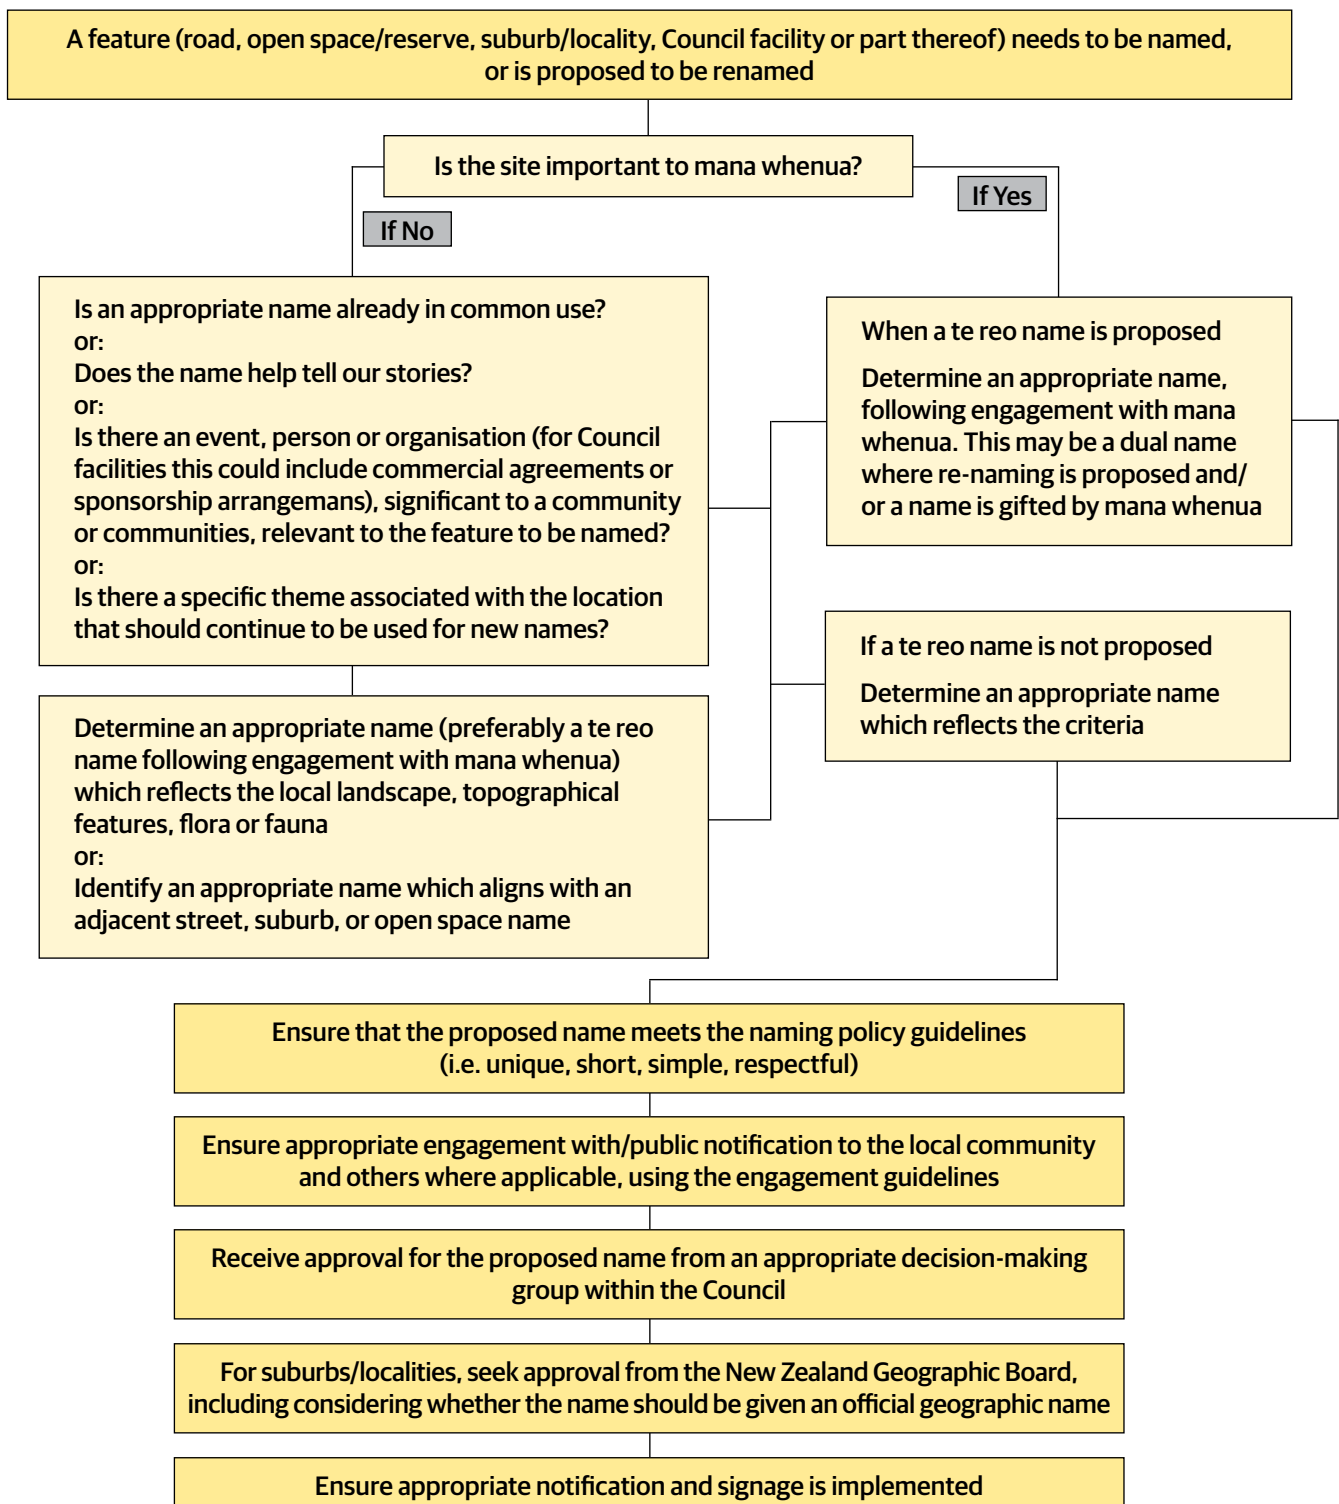 A feature (road, open space/reserve, suburb/locality, Council facility or part thereof) needs to be named,
or is proposed to be renamed
Is the site important to mana whenua?
If Yes
If No
Is an appropriate name already in common use?
or:
Does the name help tell our stories?
or:
Is there an event, person or organisation (for Council
facilities this could include commercial agreements or
sponsorship arrangemans), significant to a community
or communities, relevant to the feature to be named?
or:
Is there a specific theme associated with the location
that should continue to be used for new names?
When a te reo name is proposed
Determine an appropriate name,
following engagement with mana
whenua. This may be a dual name
where re-naming is proposed and/
or a name is gifted by mana whenua
If a te reo name is not proposed
Determine an appropriate name
which reflects the criteria
Determine an appropriate name (preferably a te reo
name following engagement with mana whenua)
which reflects the local landscape, topographical
features, flora or fauna
or:
Identify an appropriate name which aligns with an
adjacent street, suburb, or open space name
Ensure that the proposed name meets the naming policy guidelines
(i.e. unique, short, simple, respectful)
Ensure appropriate engagement with/public notification to the local community
and others where applicable, using the engagement guidelines
Receive approval for the proposed name from an appropriate decision-making
group within the Council
For suburbs/localities, seek approval from the New Zealand Geographic Board,
including considering whether the name should be given an official geographic name
Ensure appropriate notification and signage is implemented